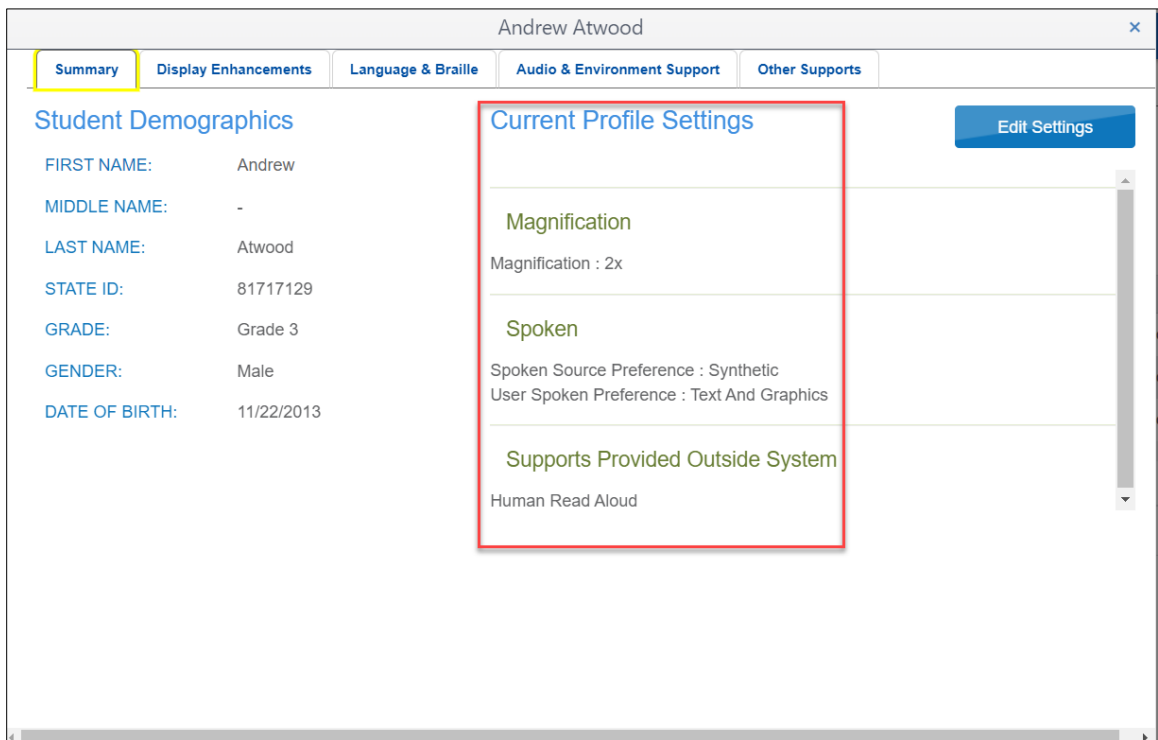 Andrew Atwood ×
Summary Display Enhancements Language & Braille Audio & Environment Support Other Supports
Student Demographics
FIRST NAME: Andrew
MIDDLE NAME: -
LAST NAME: Atwood
STATE ID: 81717129
GRADE: Grade 3
GENDER: Male
DATE OF BIRTH: 11/22/2013
Current Profile Settings
Edit Settings
Magnification
Magnification : 2x
Spoken
Spoken Source Preference : Synthetic
User Spoken Preference : Text And Graphics
Supports Provided Outside System
Human Read Aloud